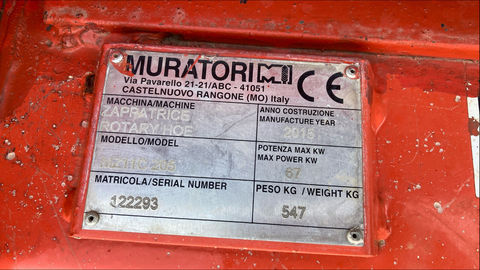 MURATORI M
CE
Via Pavarello 21-21/ABC - 41051
CASTELNUOVO RANGONE (MO) Italy
MACCHINA/MACHINE
ZAPPATRICE
ROTARY HOE
ANNO COSTRUZIONE
MANUFACTURE YEAR
MODELLO/MODEL
205
POTENZA MAX KW
MAX POWER KW
67
MATRICOLA/SERIAL NUMBER
122293
PESO KG / WEIGHT KG
547